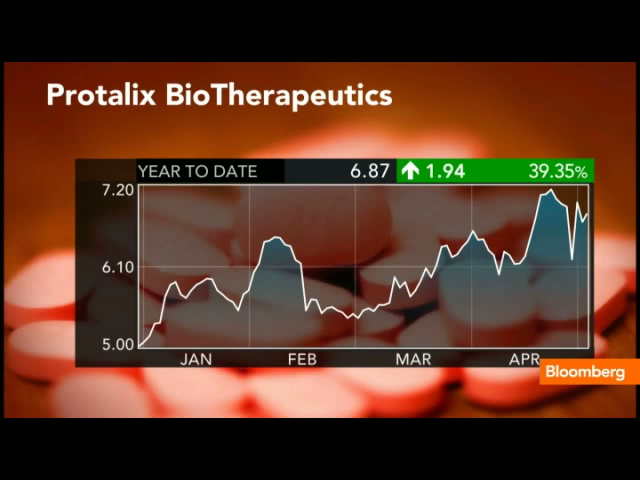 Protalix BioTherapeutics
YEAR TO DATE 6.87 1.94 39.35%
7.20
6.10
5.00
JAN FEB MAR APR
Bloomberg